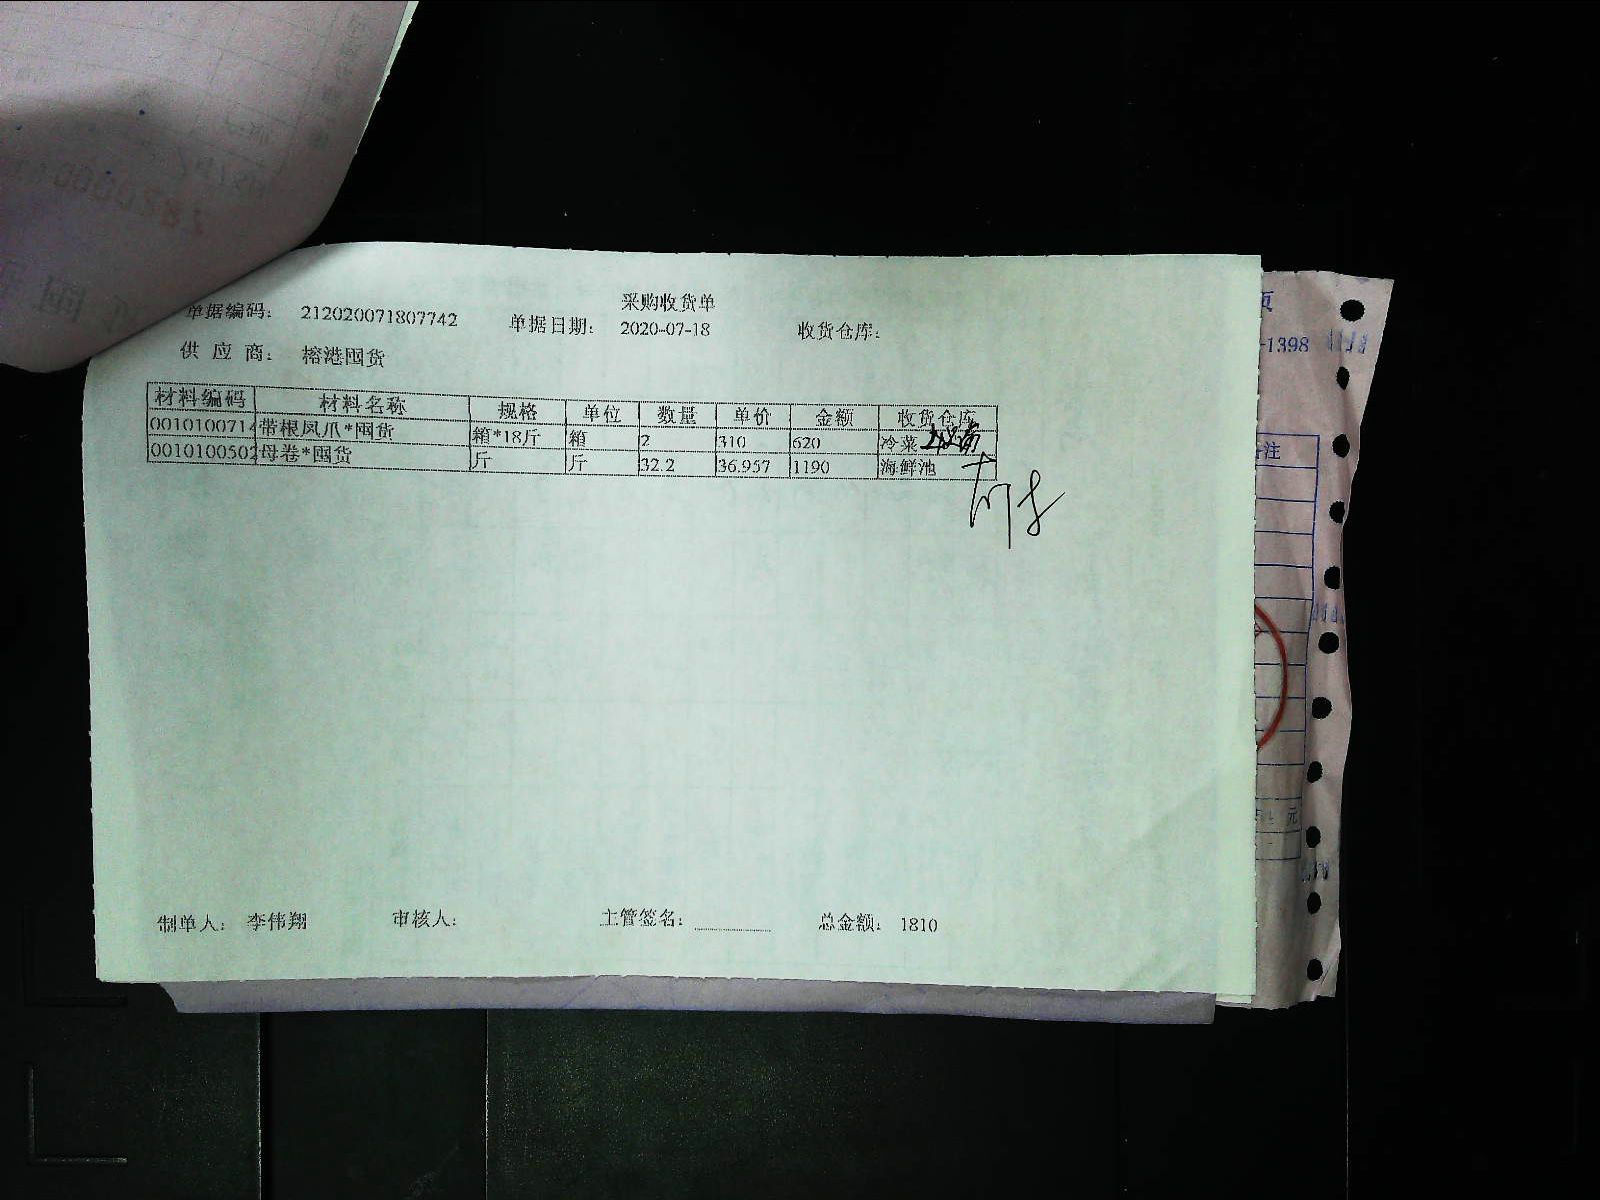 采购收货单
单据编码: 212020071807742 单据日期: 2020-07-18 收货仓库:
供应商: 榕港囤货
材料编码 材料名称 规格 单位 数量 单价 金额 收货仓库
0010100714 带根凤爪*囤货 箱*18斤 箱 2 310 620 冷菜
0010100502 母卷*囤货 斤 斤 32.2 36.957 1190 海鲜池
制单人: 李伟翔 审核人: 主管签名: 总金额: 1810
页
-1398
注
元